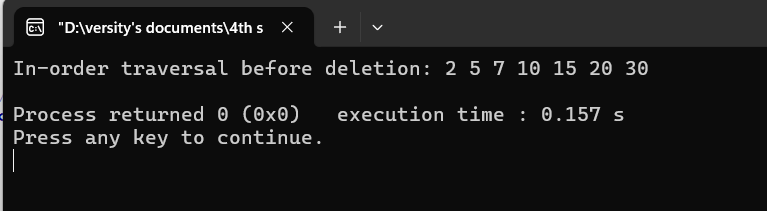 "D:\versity's documents\4th s
In-order traversal before deletion: 2 5 7 10 15 20 30
Process returned 0 (0x0)   execution time : 0.157 s
Press any key to continue.